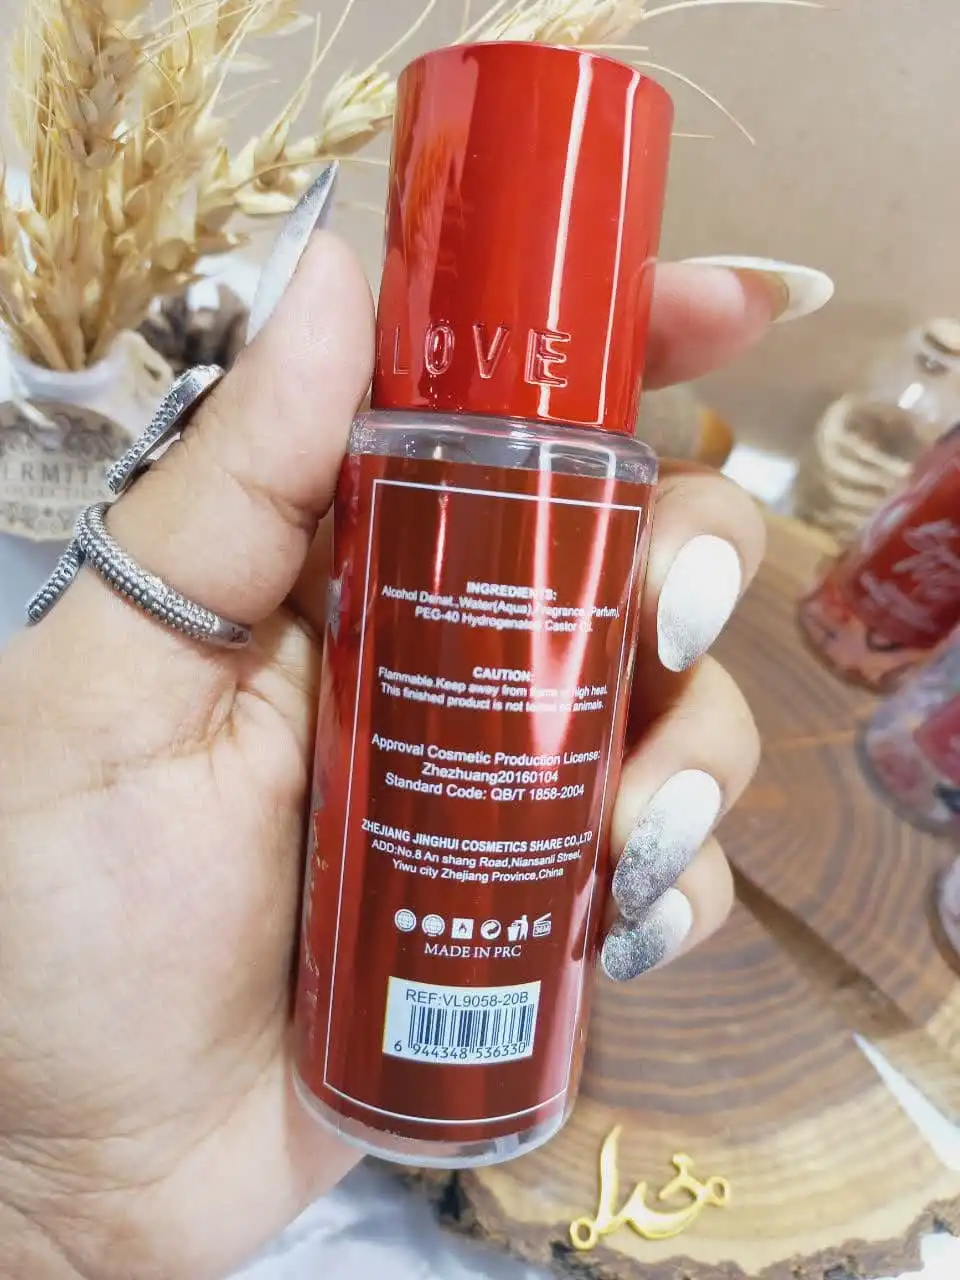 LOVE
INGREDIENTS:
Alcohol Denat.,Water(Aqua),Fragrance (Parfum),
PEG-40 Hydrogenated Castor Oil.
CAUTION:
Flammable.Keep away from flame or high heat.
This finished product is not tested on animals.
Approval Cosmetic Production License:
Zhezhuang20160104
Standard Code: QB/T 1858-2004
ZHEJIANG JINGHUI COSMETICS SHARE CO.,LTD
ADD:No.8 An shang Road,Niansanli Street,
Yiwu city Zhejiang Province,China
MADE IN PRC
REF:VL9058-20B
6 944348 536330
خدا